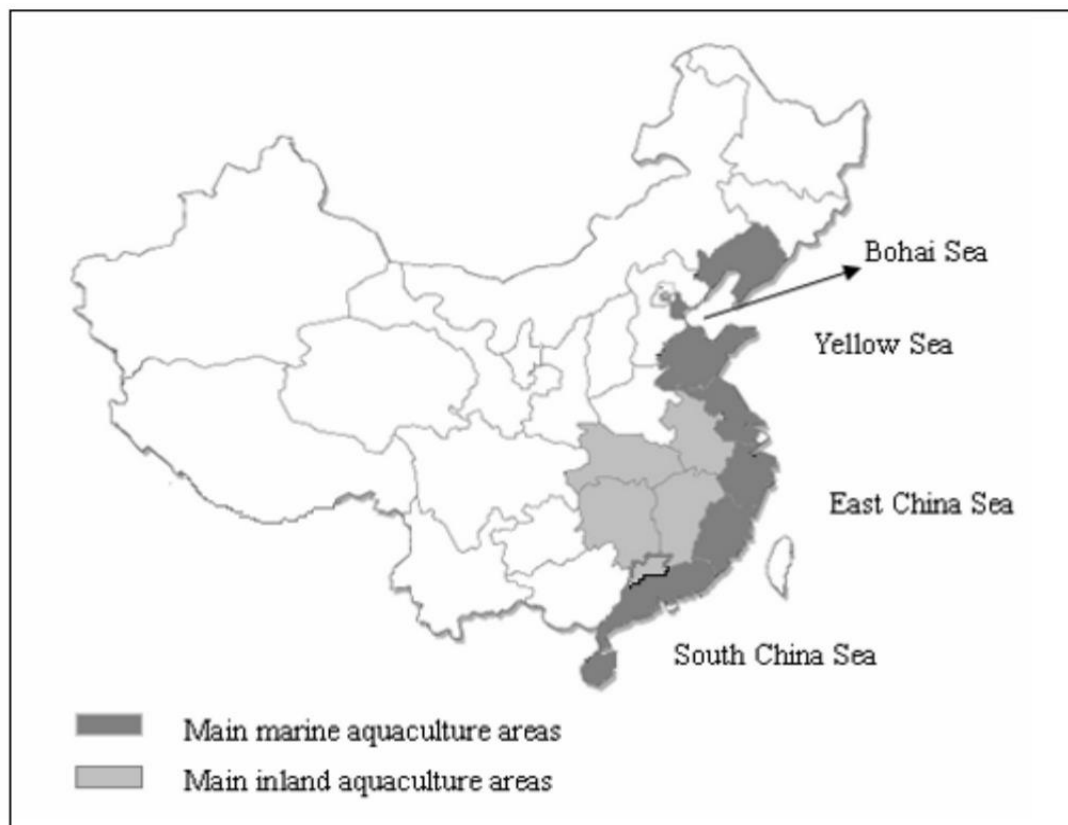 Bohai Sea
Yellow Sea
East China Sea
South China Sea
Main marine aquaculture areas
Main inland aquaculture areas